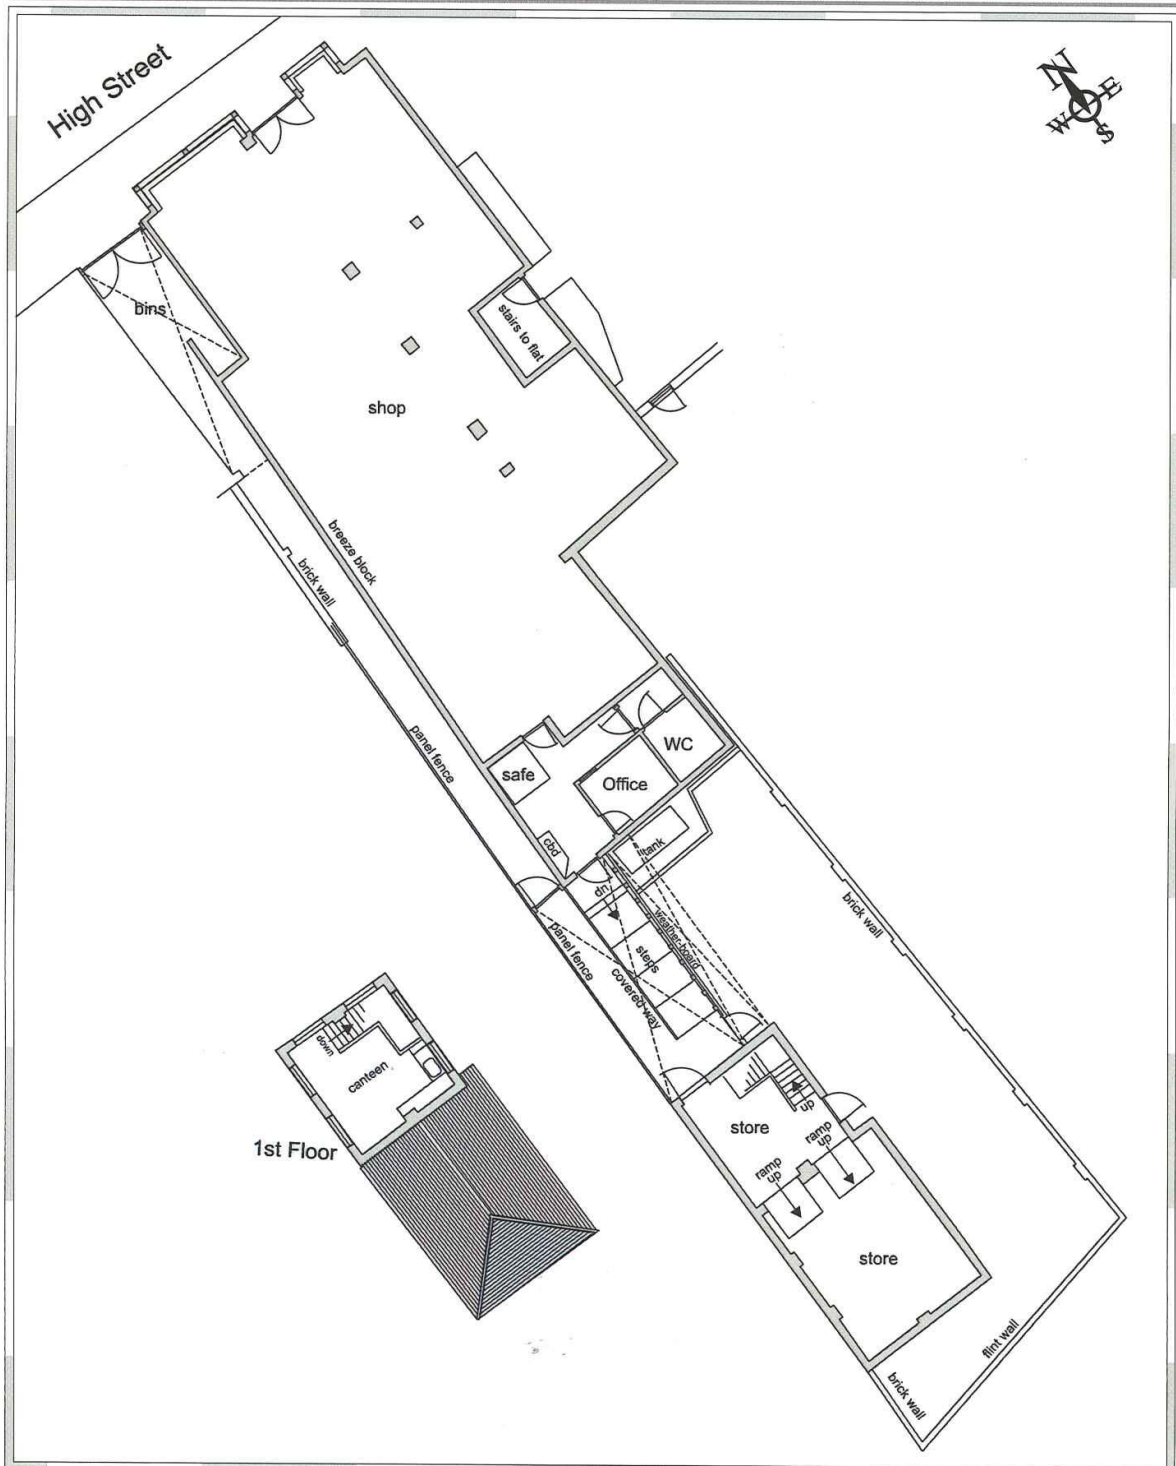 High Street
N
E
W
S
bins
stairs to flat
shop
breeze block
brick wall
panel fence
WC
safe
Office
cbd
tank
dn
brick wall
weather-board
steps
panel fence
covered way
down
canteen
up
store
ramp
up
1st Floor
ramp
up
store
flint wall
brick wall